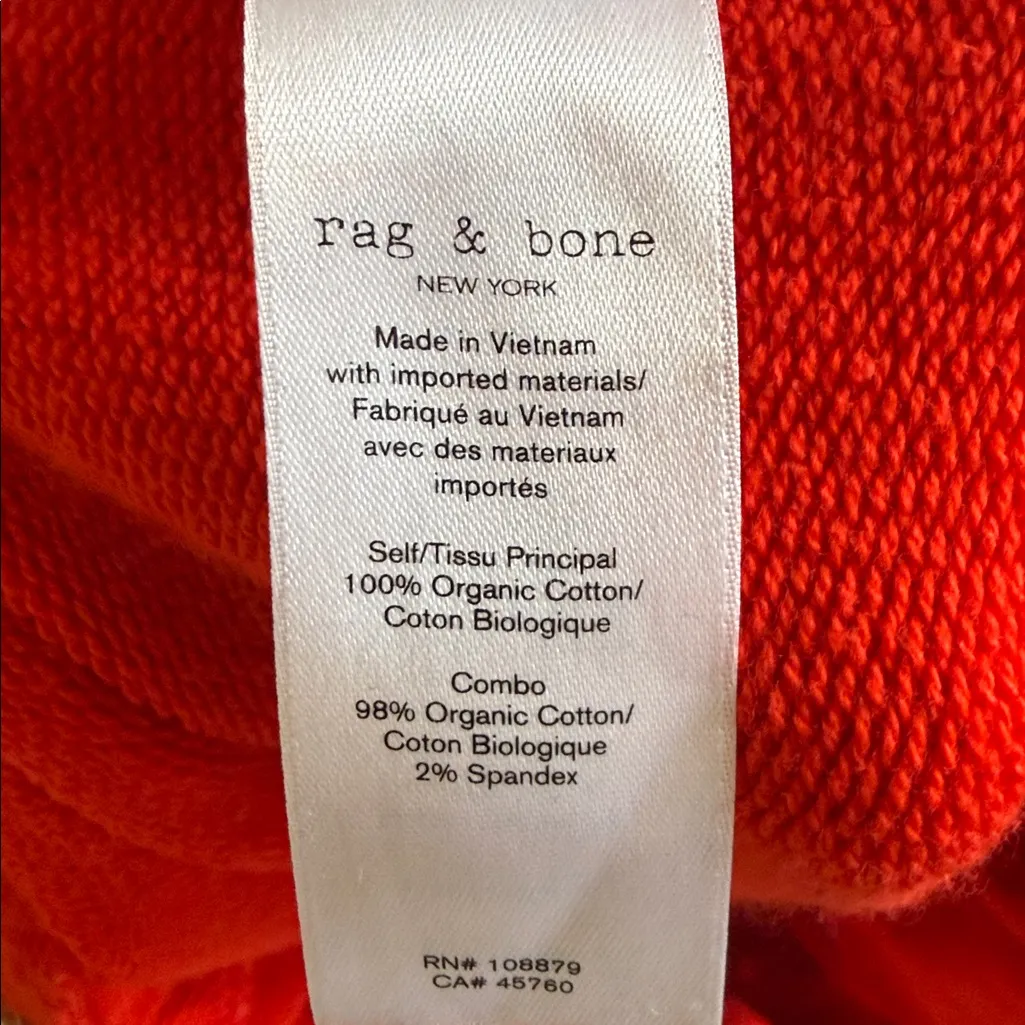 rag & bone
NEW YORK
Made in Vietnam
with imported materials/
Fabriqué au Vietnam
avec des materiaux
importés
Self/Tissu Principal
100% Organic Cotton/
Coton Biologique
Combo
98% Organic Cotton/
Coton Biologique
2% Spandex
RN# 108879
CA# 45760